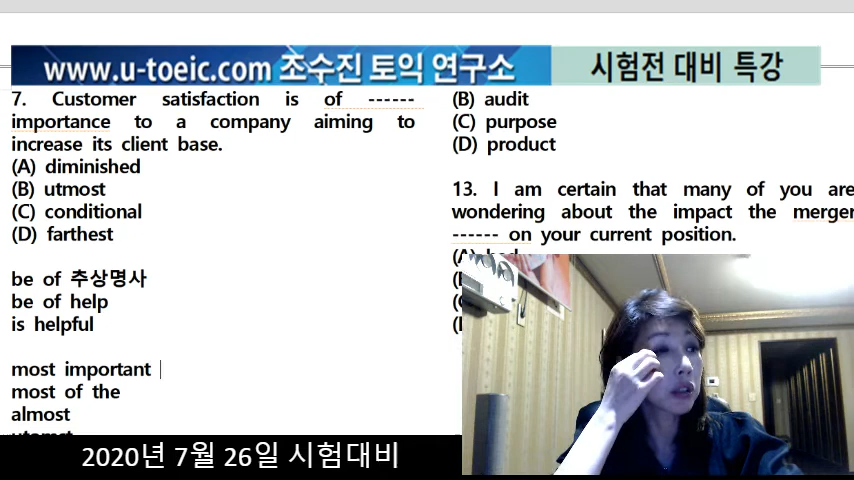 www.u-toeic.com 조수진 토익 연구소
시험전 대비 특강
7. Customer satisfaction is of ------
importance to a company aiming to
increase its client base.
(A) diminished
(B) utmost
(C) conditional
(D) farthest
be of 추상명사
be of help
is helpful
most important
most of the
almost
(B) audit
(C) purpose
(D) product
13. I am certain that many of you are
wondering about the impact the merger
------ on your current position.
(A)
2020년 7월 26일 시험대비